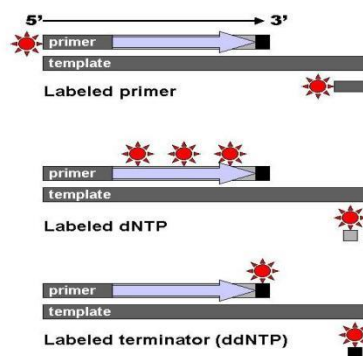 5’ 3’
primer
template
Labeled primer
primer
template
Labeled dNTP
primer
template
Labeled terminator (ddNTP)